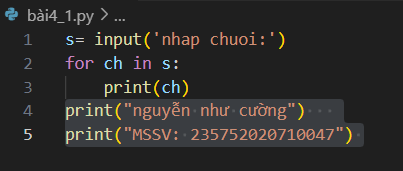 bài4_1.py > ...
1 s= input('nhap chuoi:')
2 for ch in s:
3     print(ch)
4 print("nguyễn như cường")
5 print("MSSV: 235752020710047")